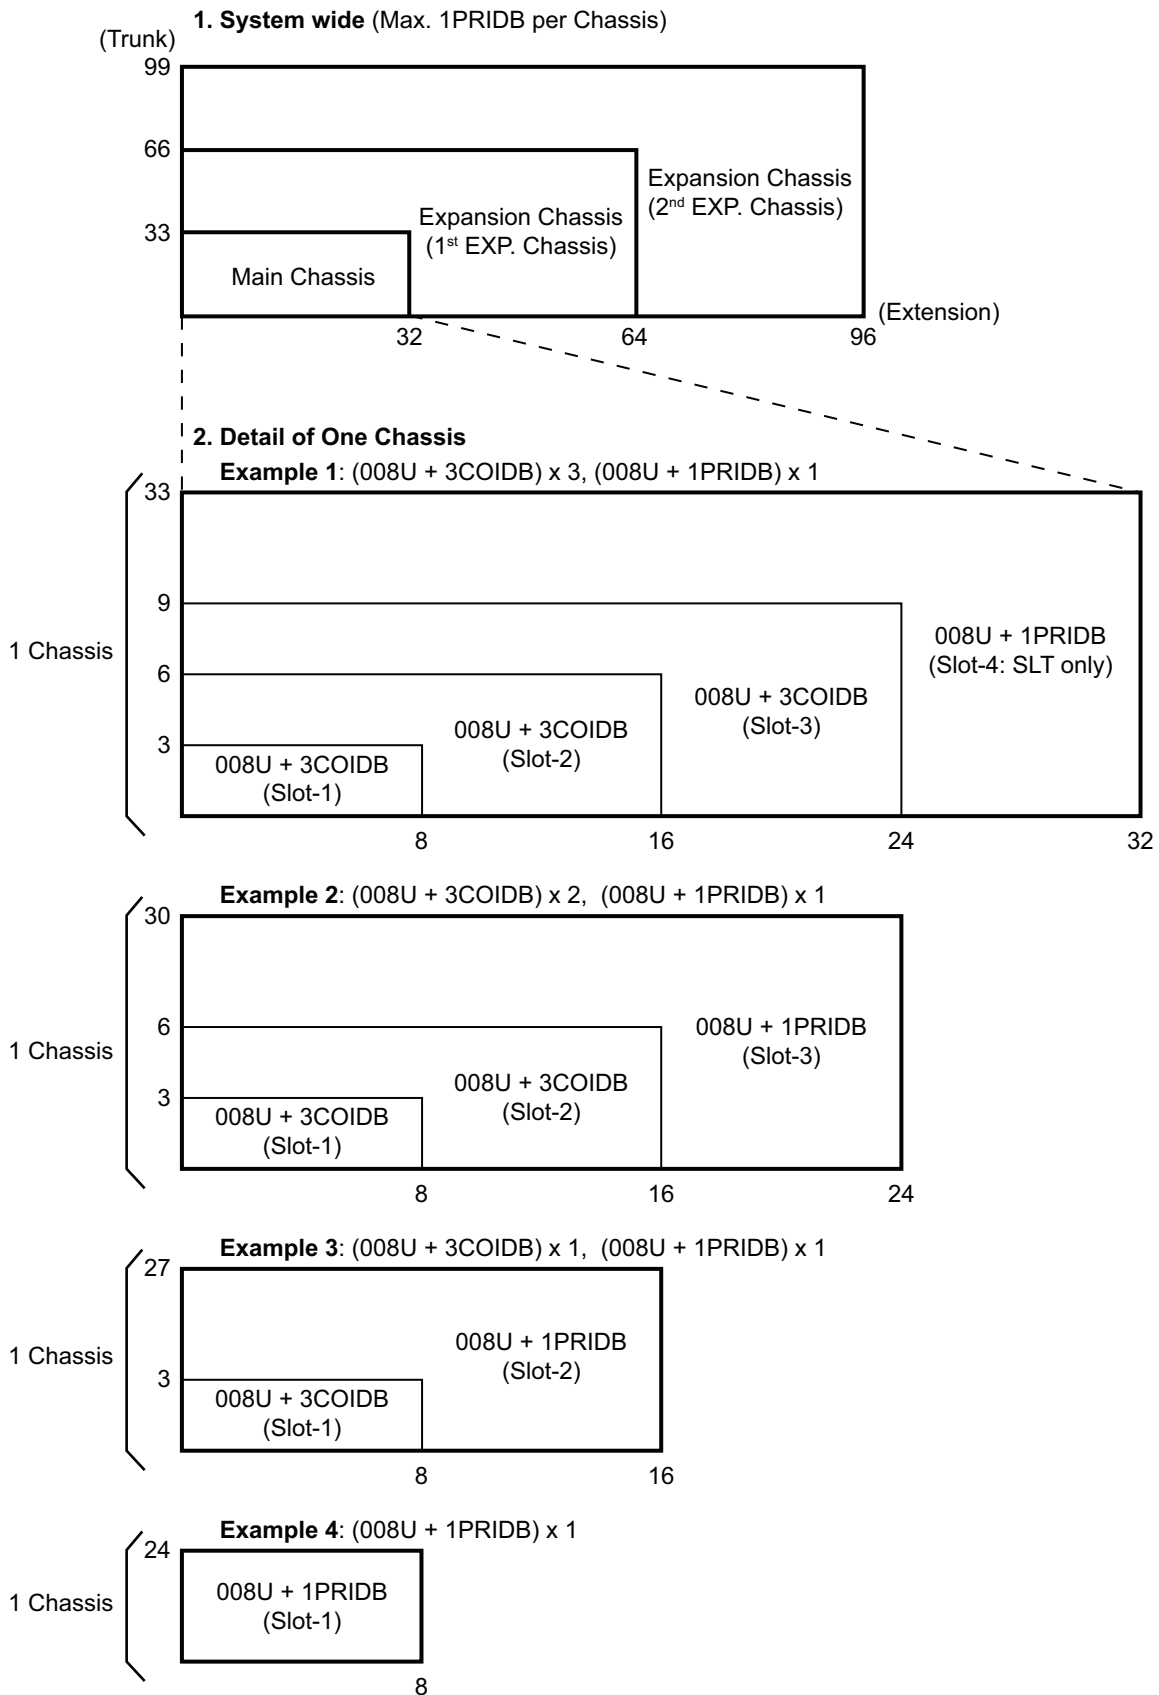 1. System wide (Max. 1PRIDB per Chassis)
(Trunk)
99
66
33
Expansion Chassis
(2nd EXP. Chassis)
Expansion Chassis
(1st EXP. Chassis)
Main Chassis
(Extension)
32
64
96
2. Detail of One Chassis
Example 1: (008U + 3COIDB) x 3, (008U + 1PRIDB) x 1
33
9
6
3
1 Chassis
008U + 1PRIDB
(Slot-4: SLT only)
008U + 3COIDB
(Slot-3)
008U + 3COIDB
(Slot-2)
008U + 3COIDB
(Slot-1)
8
16
24
32
Example 2: (008U + 3COIDB) x 2, (008U + 1PRIDB) x 1
30
6
3
1 Chassis
008U + 1PRIDB
(Slot-3)
008U + 3COIDB
(Slot-2)
008U + 3COIDB
(Slot-1)
8
16
24
Example 3: (008U + 3COIDB) x 1, (008U + 1PRIDB) x 1
27
3
1 Chassis
008U + 1PRIDB
(Slot-2)
008U + 3COIDB
(Slot-1)
8
16
Example 4: (008U + 1PRIDB) x 1
24
1 Chassis
008U + 1PRIDB
(Slot-1)
8